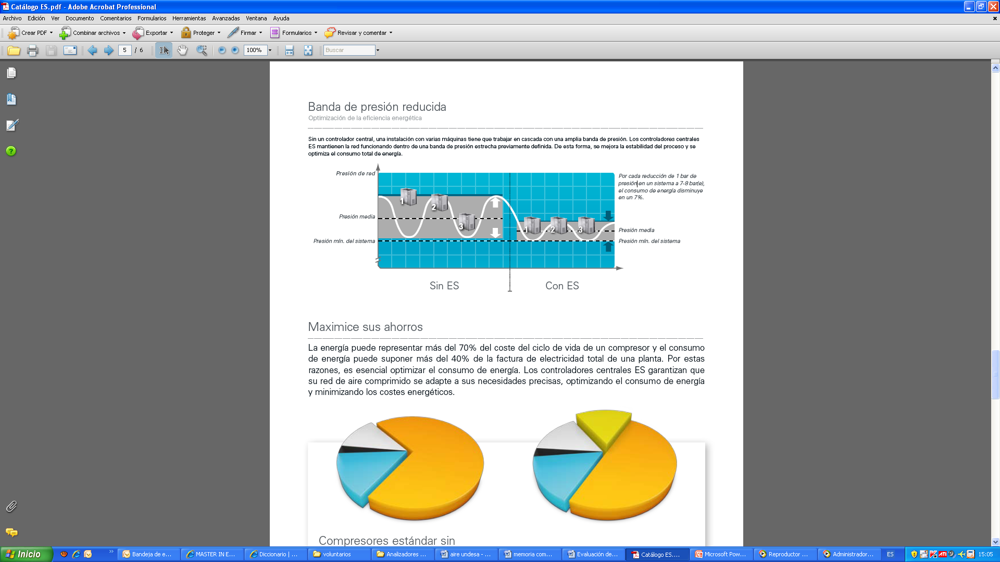 Catálogo ES.pdf - Adobe Acrobat Professional
Archivo Edición Ver Documento Comentarios Formularios Herramientas Avanzadas Ventana Ayuda
Crear PDF Combinar archivos Exportar Proteger Firmar Formularios Revisar y comentar
5 / 6 100% Buscar
Banda de presión reducida
Optimización de la eficiencia energética
Sin un controlador central, una instalación con varias máquinas tiene que trabajar en cascada con una amplia banda de presión. Los controladores centrales
ES mantienen la red funcionando dentro de una banda de presión estrecha previamente definida. De esta forma, se mejora la estabilidad del proceso y se
optimiza el consumo total de energía.
Presión de red
Por cada reducción de 1 bar de
presión en un sistema a 7-8 bar(e),
el consumo de energía disminuye
en un 7%.
1
2
3
Presión media
1 2 3
Presión media
Presión mín. del sistema
Presión mín. del sistema
Sin ES
Con ES
Maximice sus ahorros
La energía puede representar más del 70% del coste del ciclo de vida de un compresor y el consumo
de energía puede suponer más del 40% de la factura de electricidad total de una planta. Por estas
razones, es esencial optimizar el consumo de energía. Los controladores centrales ES garantizan que
su red de aire comprimido se adapte a sus necesidades precisas, optimizando el consumo de energía
y minimizando los costes energéticos.
Compresores estándar sin
Inicio
Bandeja de e...
MASTER IN E...
Diccionario | ...
voluntarios
Analizadores ...
aire undesa - ...
memoria com...
Evaluación de...
Catálogo ES....
Microsoft Pow...
Reproductor ...
Administrador...
ES
15:05